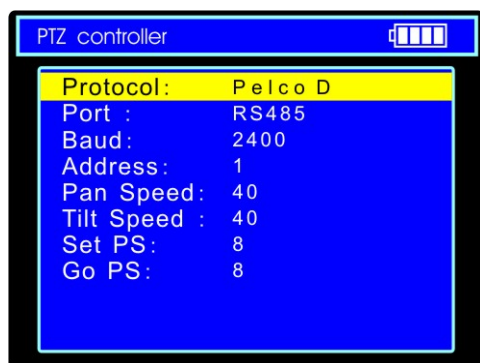 PTZ controller
Protocol: Pelco D
Port : RS485
Baud: 2400
Address: 1
Pan Speed: 40
Tilt Speed : 40
Set PS: 8
Go PS: 8